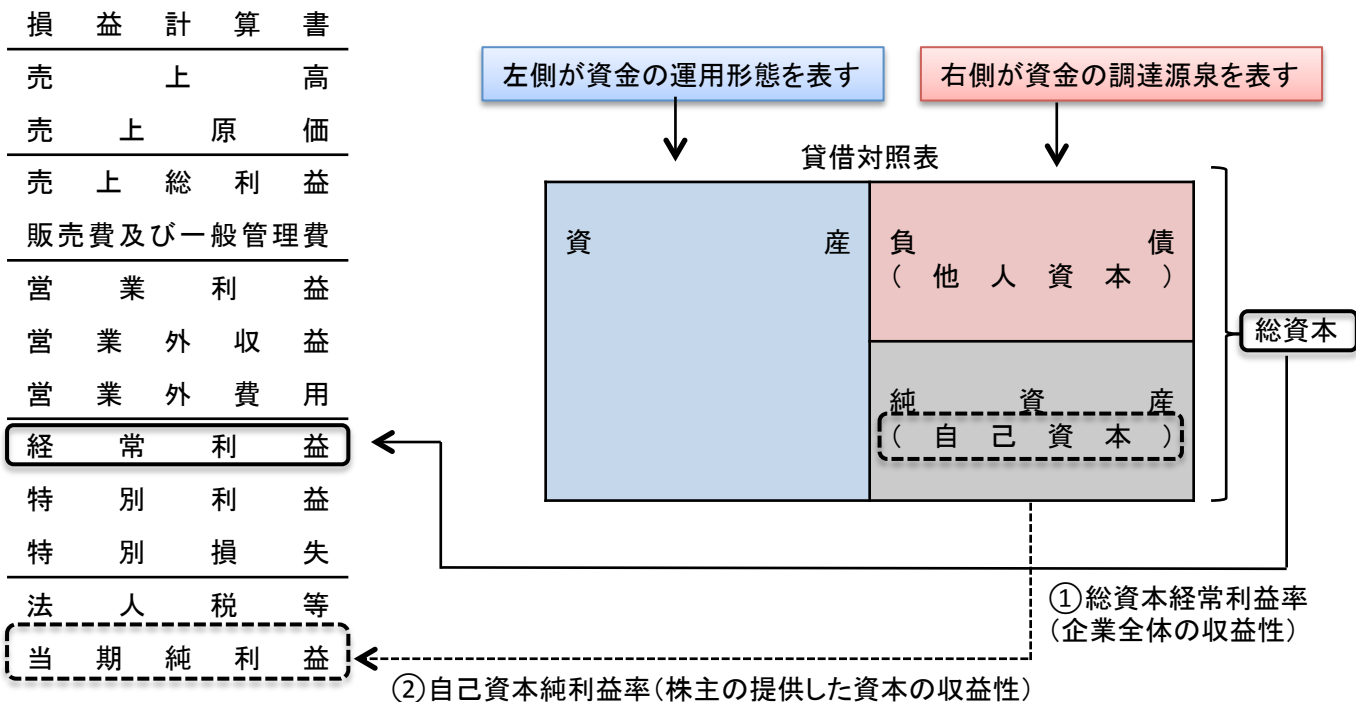 損益計算書
売上高
売上原価
売上総利益
販売費及び一般管理費
営業利益
営業外収益
営業外費用
経常利益
特別利益
特別損失
法人税等
当期純利益
左側が資金の運用形態を表す
右側が資金の調達源泉を表す
貸借対照表
資産
負債
(他人資本)
純資産
(自己資本)
総資本
①総資本経常利益率
(企業全体の収益性)
②自己資本純利益率(株主の提供した資本の収益性)